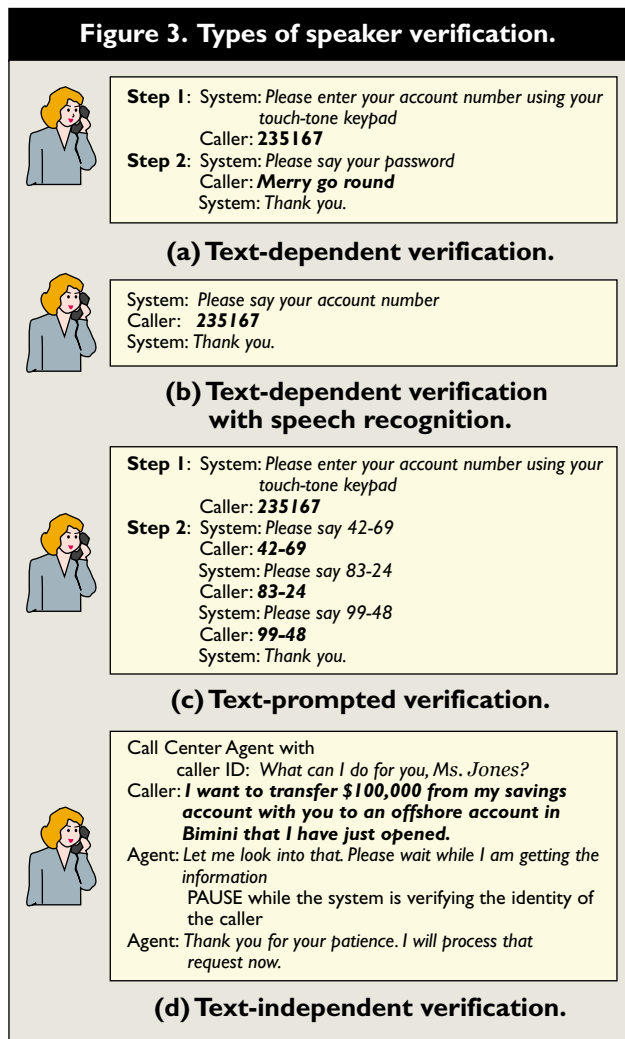 Figure 3. Types of speaker verification.
Step 1: System: Please enter your account number using your
touch-tone keypad
Caller: 235167
Step 2: System: Please say your password
Caller: Merry go round
System: Thank you.
(a) Text-dependent verification.
System: Please say your account number
Caller: 235167
System: Thank you.
(b) Text-dependent verification
with speech recognition.
Step 1: System: Please enter your account number using your
touch-tone keypad
Caller: 235167
Step 2: System: Please say 42-69
Caller: 42-69
System: Please say 83-24
Caller: 83-24
System: Please say 99-48
Caller: 99-48
System: Thank you.
(c) Text-prompted verification.
Call Center Agent with
caller ID: What can I do for you, Ms. Jones?
Caller: I want to transfer $100,000 from my savings
account with you to an offshore account in
Bimini that I have just opened.
Agent: Let me look into that. Please wait while I am getting the
information
PAUSE while the system is verifying the identity of
the caller
Agent: Thank you for your patience. I will process that
request now.
(d) Text-independent verification.